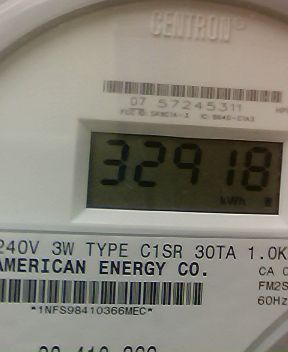 CENTRON®
07 57245311
32918
kWh
240V 3W TYPE C1SR 30TA 1.0K
AMERICAN ENERGY CO.
CA 0
FM2S
60Hz
*1NFS98410366MEC*